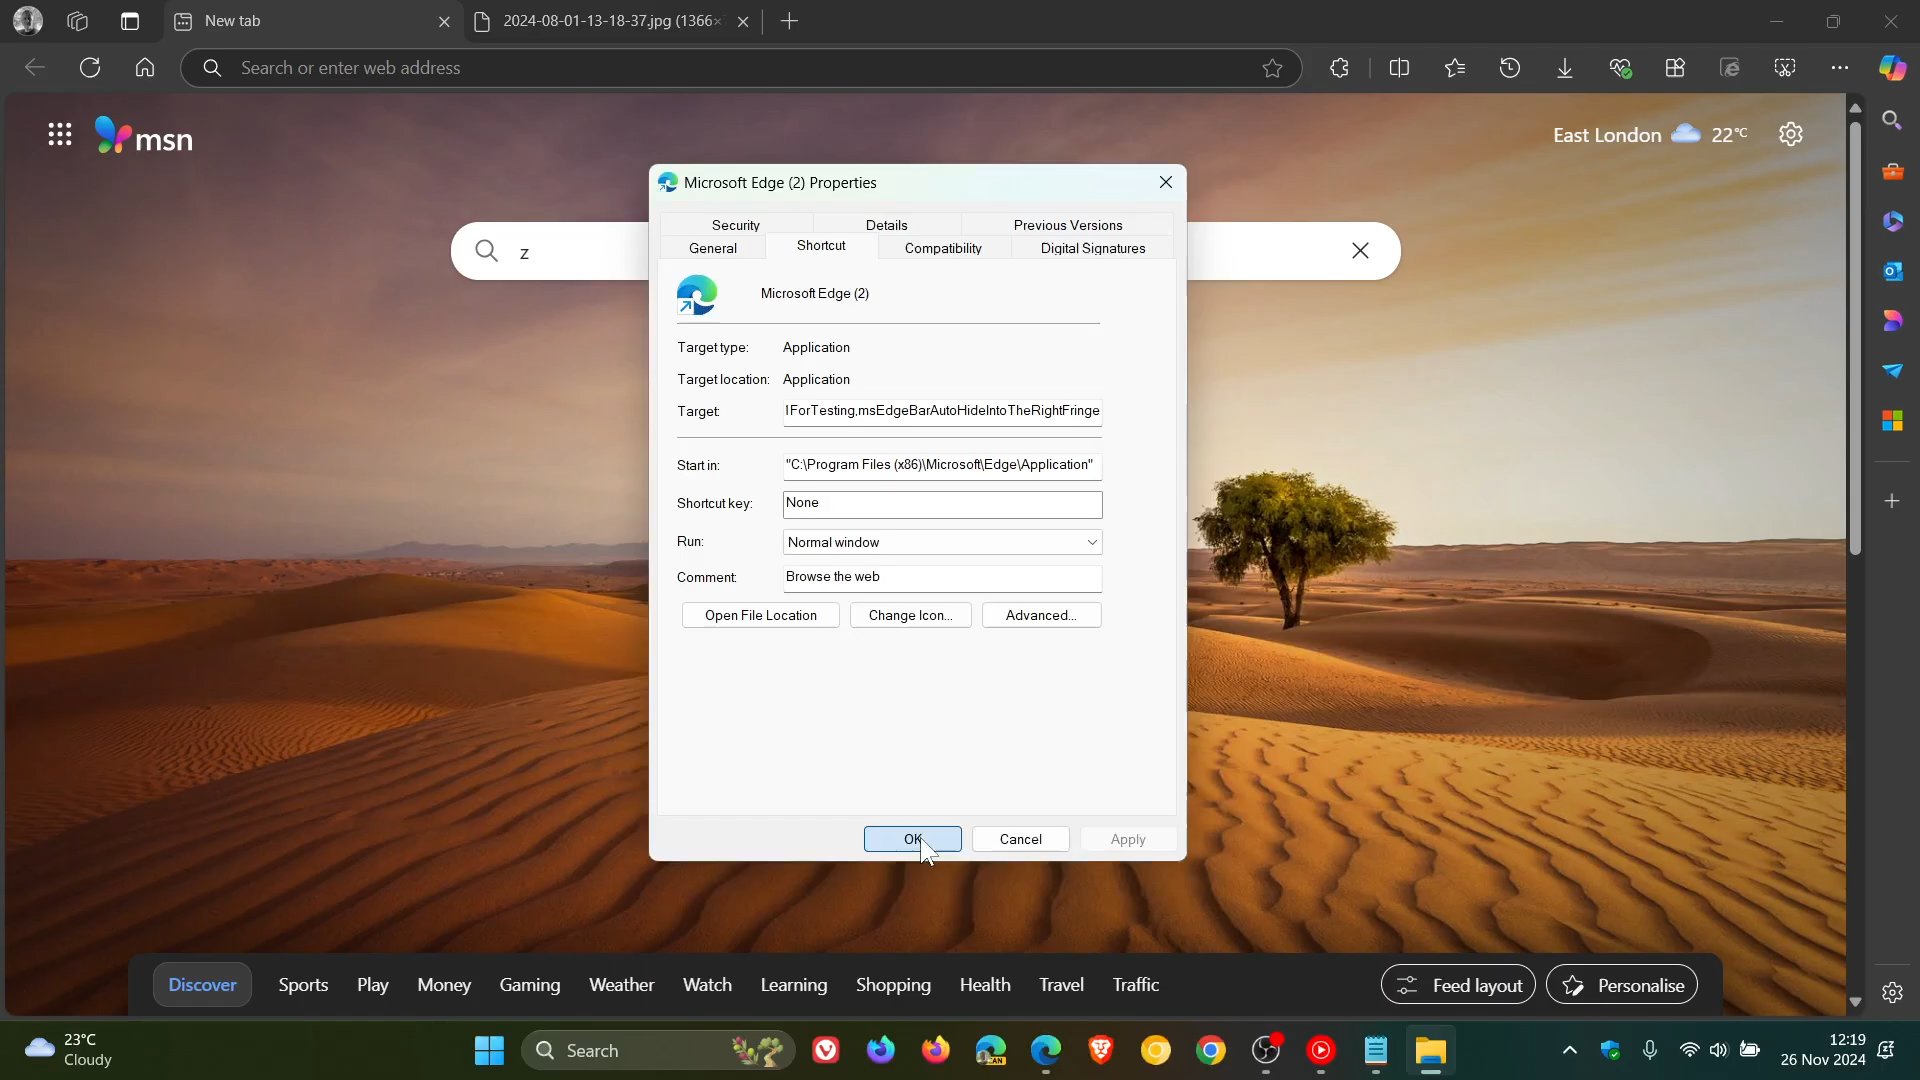 New tab
2024-08-01-13-18-37.jpg (1366×
Search or enter web address
msn
East London 22°C
z
Microsoft Edge (2) Properties
Security Details Previous Versions
General Shortcut Compatibility Digital Signatures
Microsoft Edge (2)
Target type: Application
Target location: Application
Target: 1ForTesting,msEdgeBarAutoHideIntoTheRightFringe
Start in: "C:\Program Files (x86)\Microsoft\Edge\Application"
Shortcut key: None
Run: Normal window
Comment: Browse the web
Open File Location Change Icon... Advanced...
OK Cancel Apply
Discover Sports Play Money Gaming Weather Watch Learning Shopping Health Travel Traffic Feed layout Personalise
23°C
Cloudy
Search
12:19
26 Nov 2024